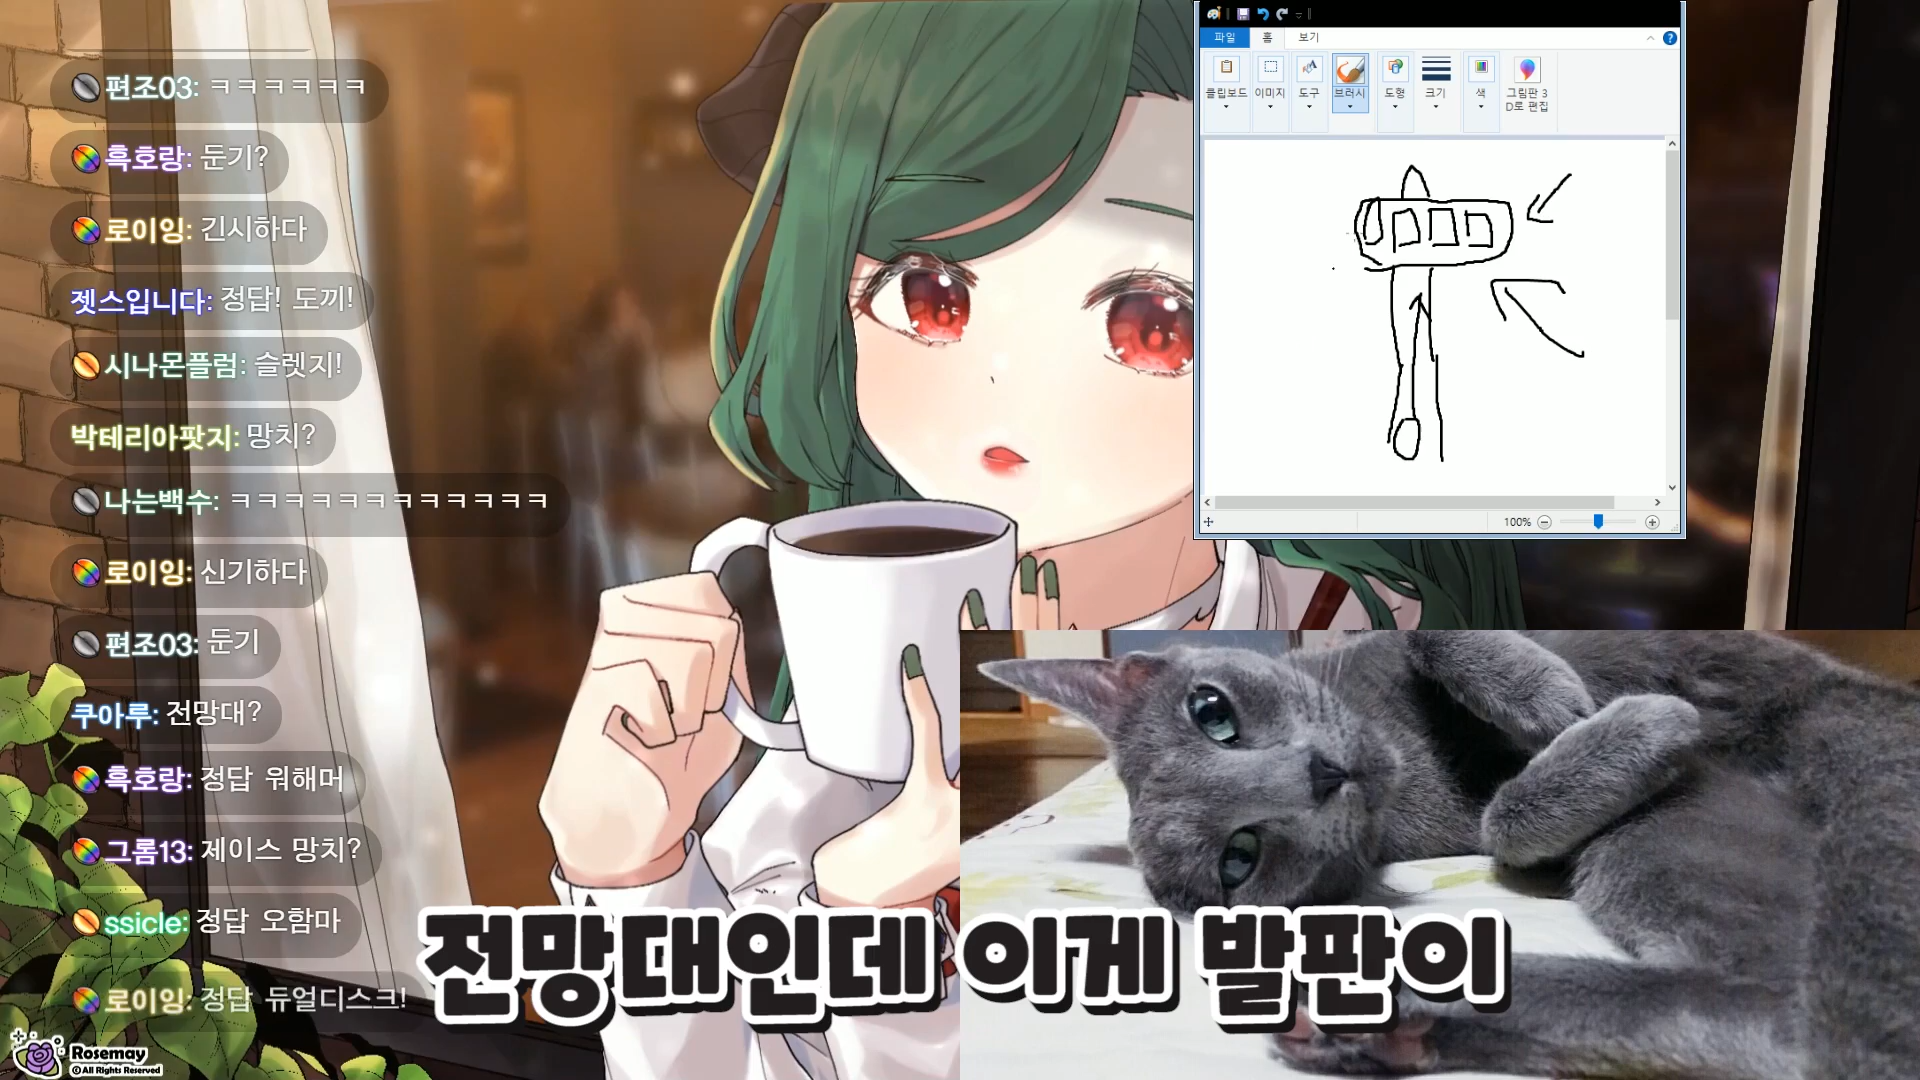 편조03: ㅋㅋㅋㅋㅋㅋ
흑호랑: 둔기?
로이잉: 긴시하다
젯스입니다: 정답! 도끼!
시나몬플럼: 슬렛지!
박테리아팟지: 망치?
나는백수: ㅋㅋㅋㅋㅋㅋㅋㅋㅋㅋㅋㅋ
로이잉: 신기하다
편조03: 둔기
쿠아루: 전망대?
흑호랑: 정답 워해머
그롬13: 제이스 망치?
ssicle: 정답 오함마
로이잉: 정답 듀얼디스크!
Rosemay
© All Rights Reserved
파일 홈 보기
클립보드 이미지 도구 브러시 도형 크기 색 그림판 3
D로 편집
100%
전망대인데 이게 발판이